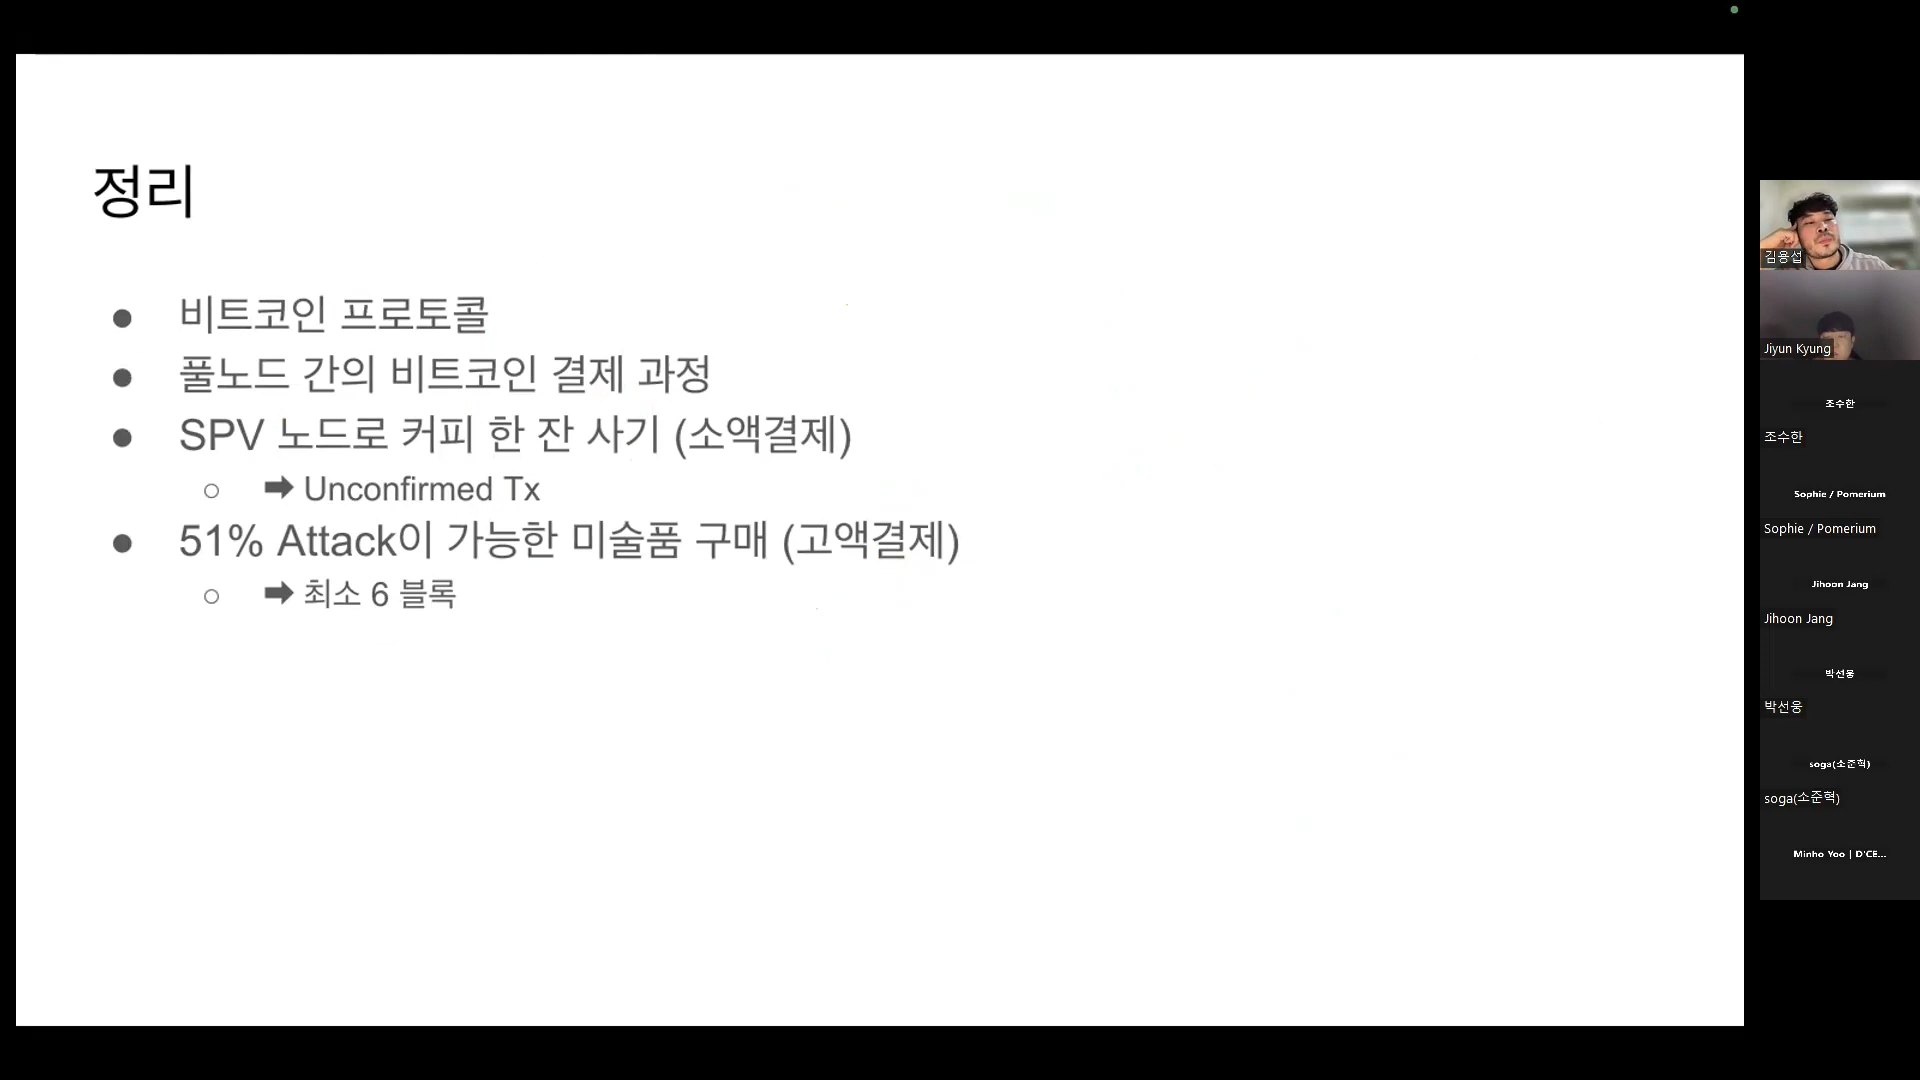 정리
● 비트코인 프로토콜
● 풀노드 간의 비트코인 결제 과정
● SPV 노드로 커피 한 잔 사기 (소액결제)
○ ➡ Unconfirmed Tx
● 51% Attack이 가능한 미술품 구매 (고액결제)
○ ➡ 최소 6 블록
김용섭
Jiyun Kyung
조수한
조수한
Sophie / Pomerium
Sophie / Pomerium
Jihoon Jang
Jihoon Jang
박선웅
박선웅
soga(소준혁)
soga(소준혁)
Minho Yoo | D'CE...